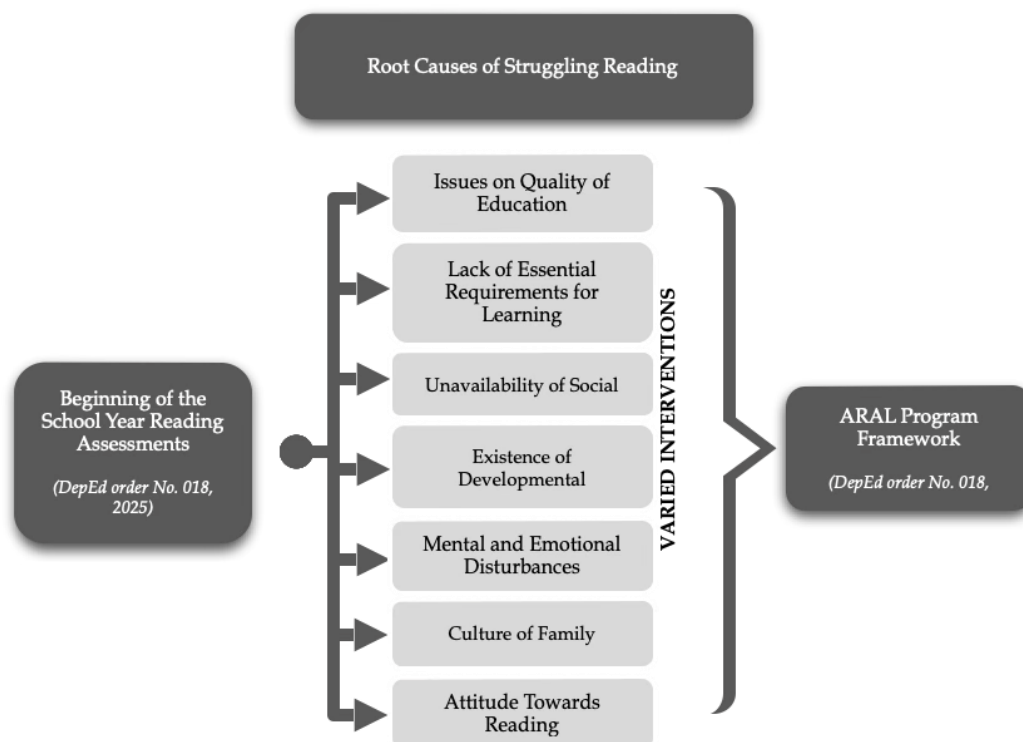 Root Causes of Struggling Reading
Issues on Quality of
Education
Lack of Essential
Requirements for
Learning
Unavailability of Social
Existence of
Developmental
Mental and Emotional
Disturbances
Culture of Family
Attitude Towards
Reading
Beginning of the
School Year Reading
Assessments
(DepEd order No. 018,
2025)
VARIED INTERVENTIONS
ARAL Program
Framework
(DepEd order No. 018,